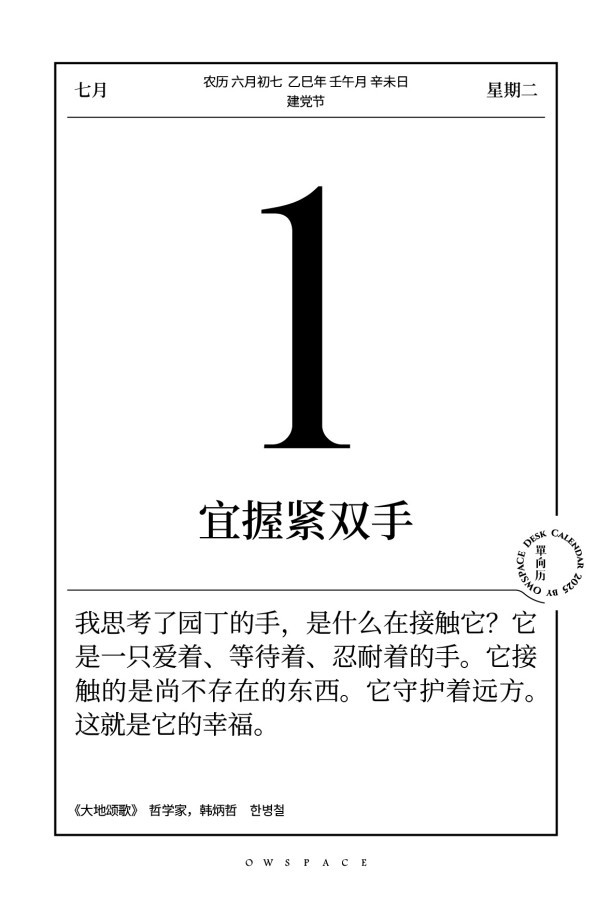 七月
农历 六月初七 乙巳年 壬午月 辛未日
建党节
星期二
1
宜握紧双手
OWSPACE DESK CALENDAR 2025 BY
單向历
我思考了园丁的手，是什么在接触它？它
是一只爱着、等待着、忍耐着的手。它接
触的是尚不存在的东西。它守护着远方。
这就是它的幸福。
《大地颂歌》 哲学家，韩炳哲 한병철
OWSPACE